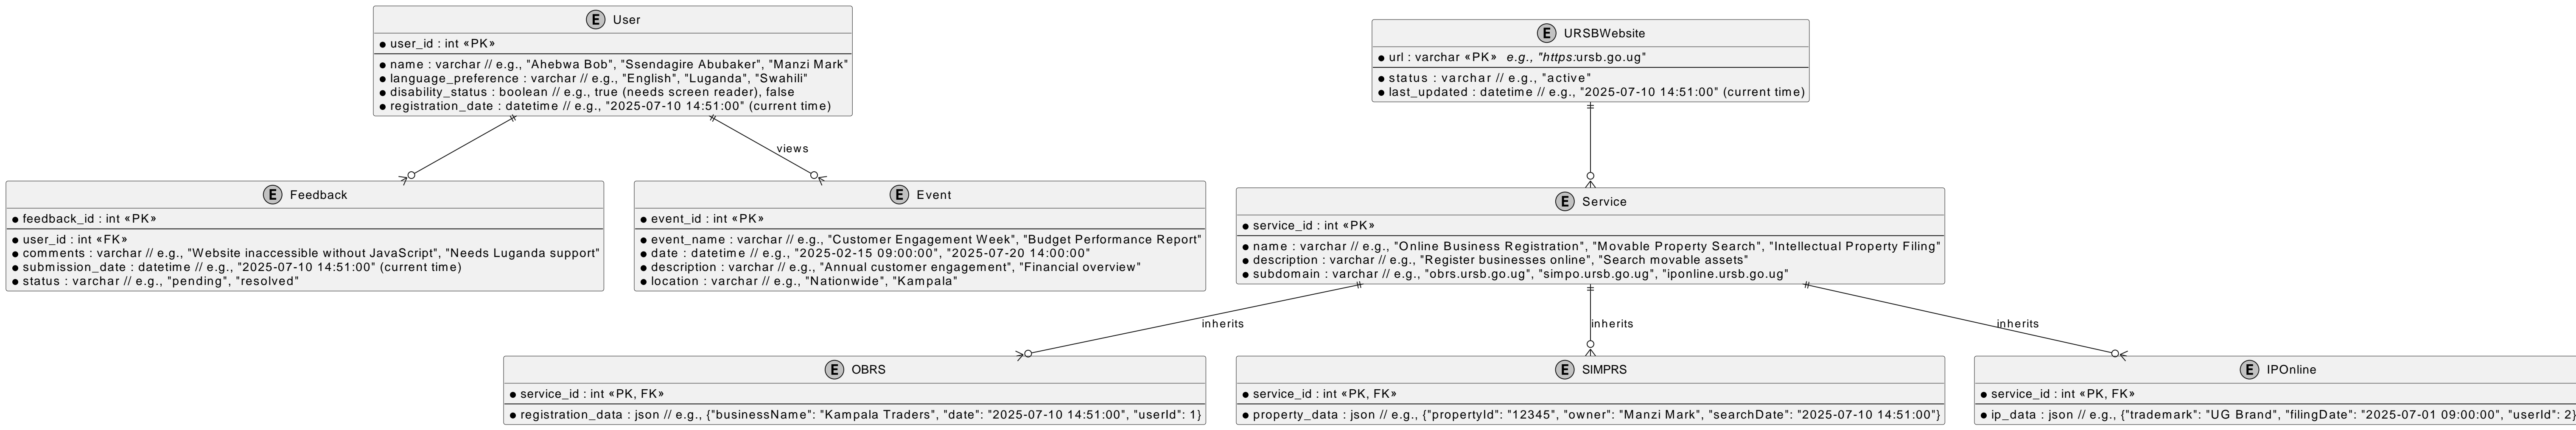 E User
user_id : int «PK»
name : varchar // e.g., "Ahebwa Bob", "Ssendagire Abubaker", "Manzi Mark"
language_preference : varchar // e.g., "English", "Luganda", "Swahili"
disability_status : boolean // e.g., true (needs screen reader), false
registration_date : datetime // e.g., "2025-07-10 14:51:00" (current time)
E URSBWebsite
url : varchar «PK» e.g., "https:ursb.go.ug"
status : varchar // e.g., "active"
last_updated : datetime // e.g., "2025-07-10 14:51:00" (current time)
views
E Feedback
feedback_id : int «PK»
user_id : int «FK»
comments : varchar // e.g., "Website inaccessible without JavaScript", "Needs Luganda support"
submission_date : datetime // e.g., "2025-07-10 14:51:00" (current time)
status : varchar // e.g., "pending", "resolved"
E Event
event_id : int «PK»
event_name : varchar // e.g., "Customer Engagement Week", "Budget Performance Report"
date : datetime // e.g., "2025-02-15 09:00:00", "2025-07-20 14:00:00"
description : varchar // e.g., "Annual customer engagement", "Financial overview"
location : varchar // e.g., "Nationwide", "Kampala"
E Service
service_id : int «PK»
name : varchar // e.g., "Online Business Registration", "Movable Property Search", "Intellectual Property Filing"
description : varchar // e.g., "Register businesses online", "Search movable assets"
subdomain : varchar // e.g., "obrs.ursb.go.ug", "simpo.ursb.go.ug", "iponline.ursb.go.ug"
inherits
inherits
inherits
E OBRS
service_id : int «PK, FK»
registration_data : json // e.g., {"businessName": "Kampala Traders", "date": "2025-07-10 14:51:00", "userId": 1}
E SIMPRS
service_id : int «PK, FK»
property_data : json // e.g., {"propertyId": "12345", "owner": "Manzi Mark", "searchDate": "2025-07-10 14:51:00"}
E IPOnline
service_id : int «PK, FK»
ip_data : json // e.g., {"trademark": "UG Brand", "filingDate": "2025-07-01 09:00:00", "userId": 2}